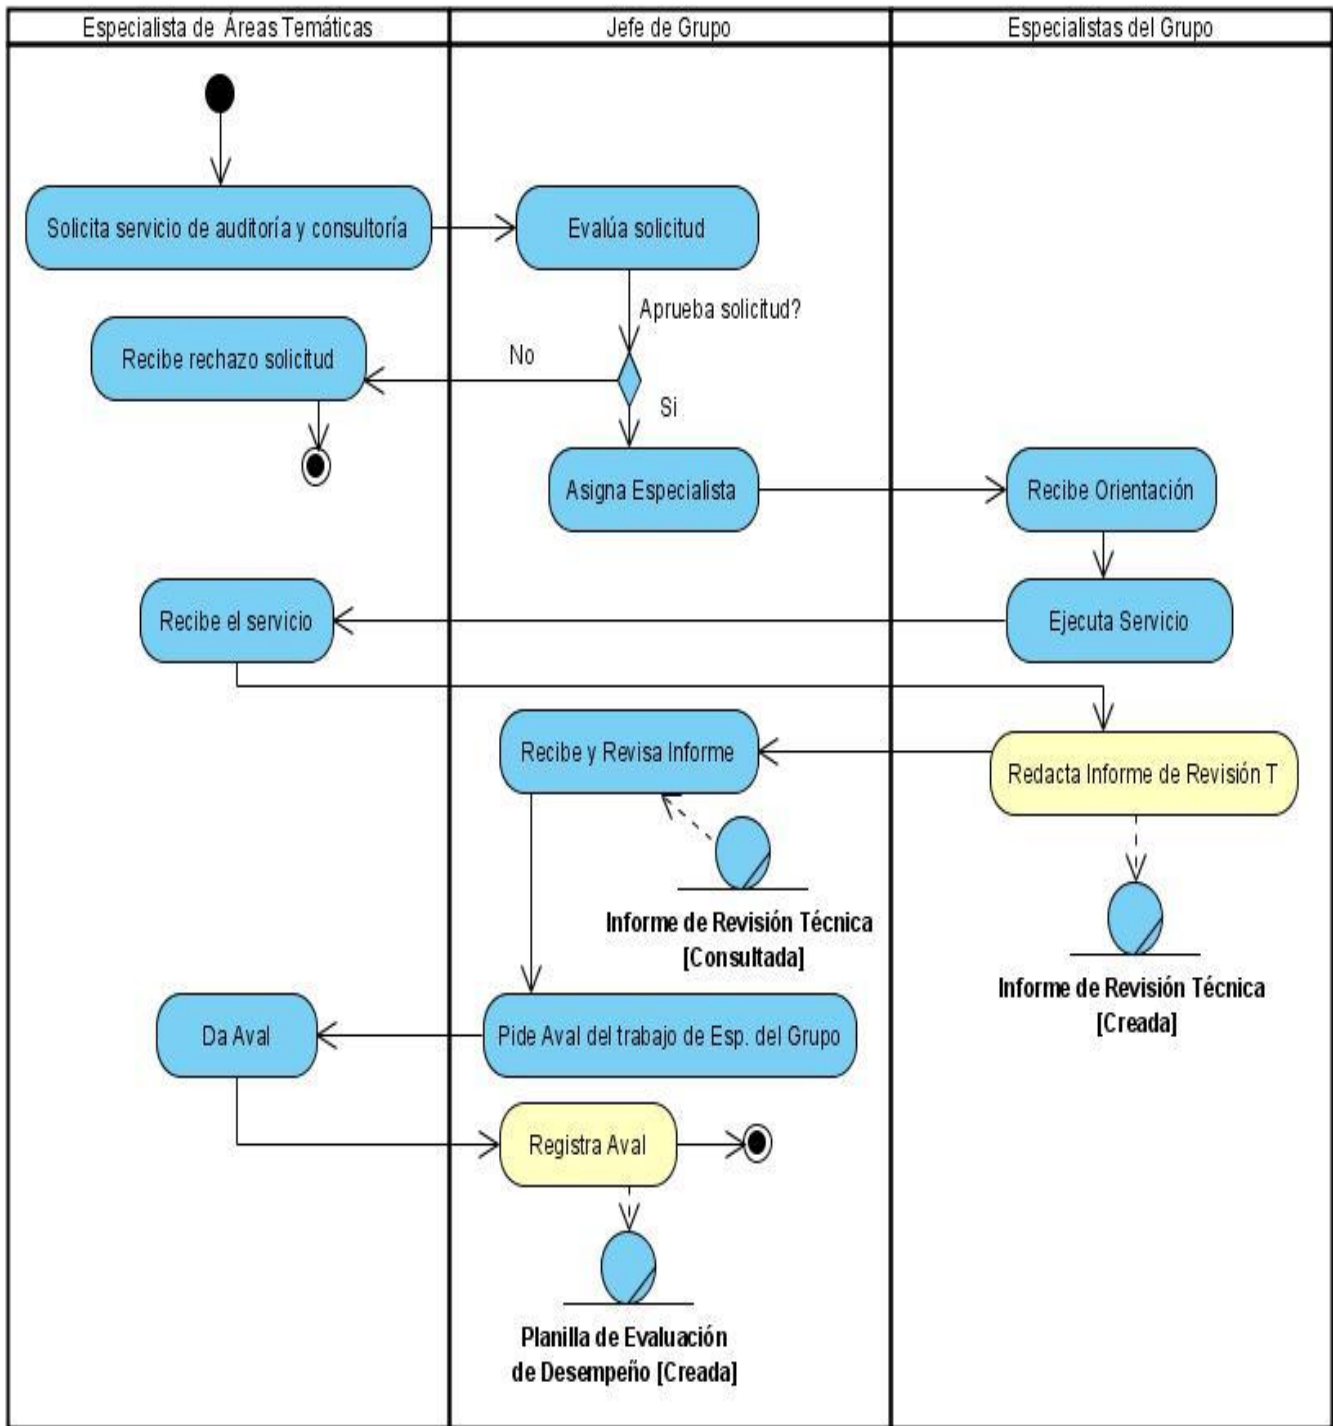 Especialista de Áreas Temáticas
Jefe de Grupo
Especialistas del Grupo
Solicita servicio de auditoría y consultoría
Evalúa solicitud
Aprueba solicitud?
Recibe rechazo solicitud
No
Si
Asigna Especialista
Recibe Orientación
Recibe el servicio
Ejecuta Servicio
Recibe y Revisa Informe
Redacta Informe de Revisión T
Informe de Revisión Técnica
[Consultada]
Informe de Revisión Técnica
[Creada]
Da Aval
Pide Aval del trabajo de Esp. del Grupo
Registra Aval
Planilla de Evaluación
de Desempeño [Creada]